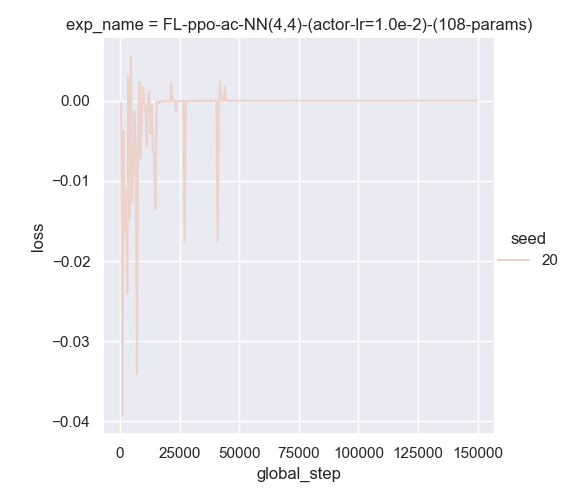 exp_name = FL-ppo-ac-NN(4,4)-(actor-lr=1.0e-2)-(108-params)
0.00
−0.01
−0.02
−0.03
−0.04
loss
0 25000 50000 75000 100000 125000 150000
global_step
seed
20